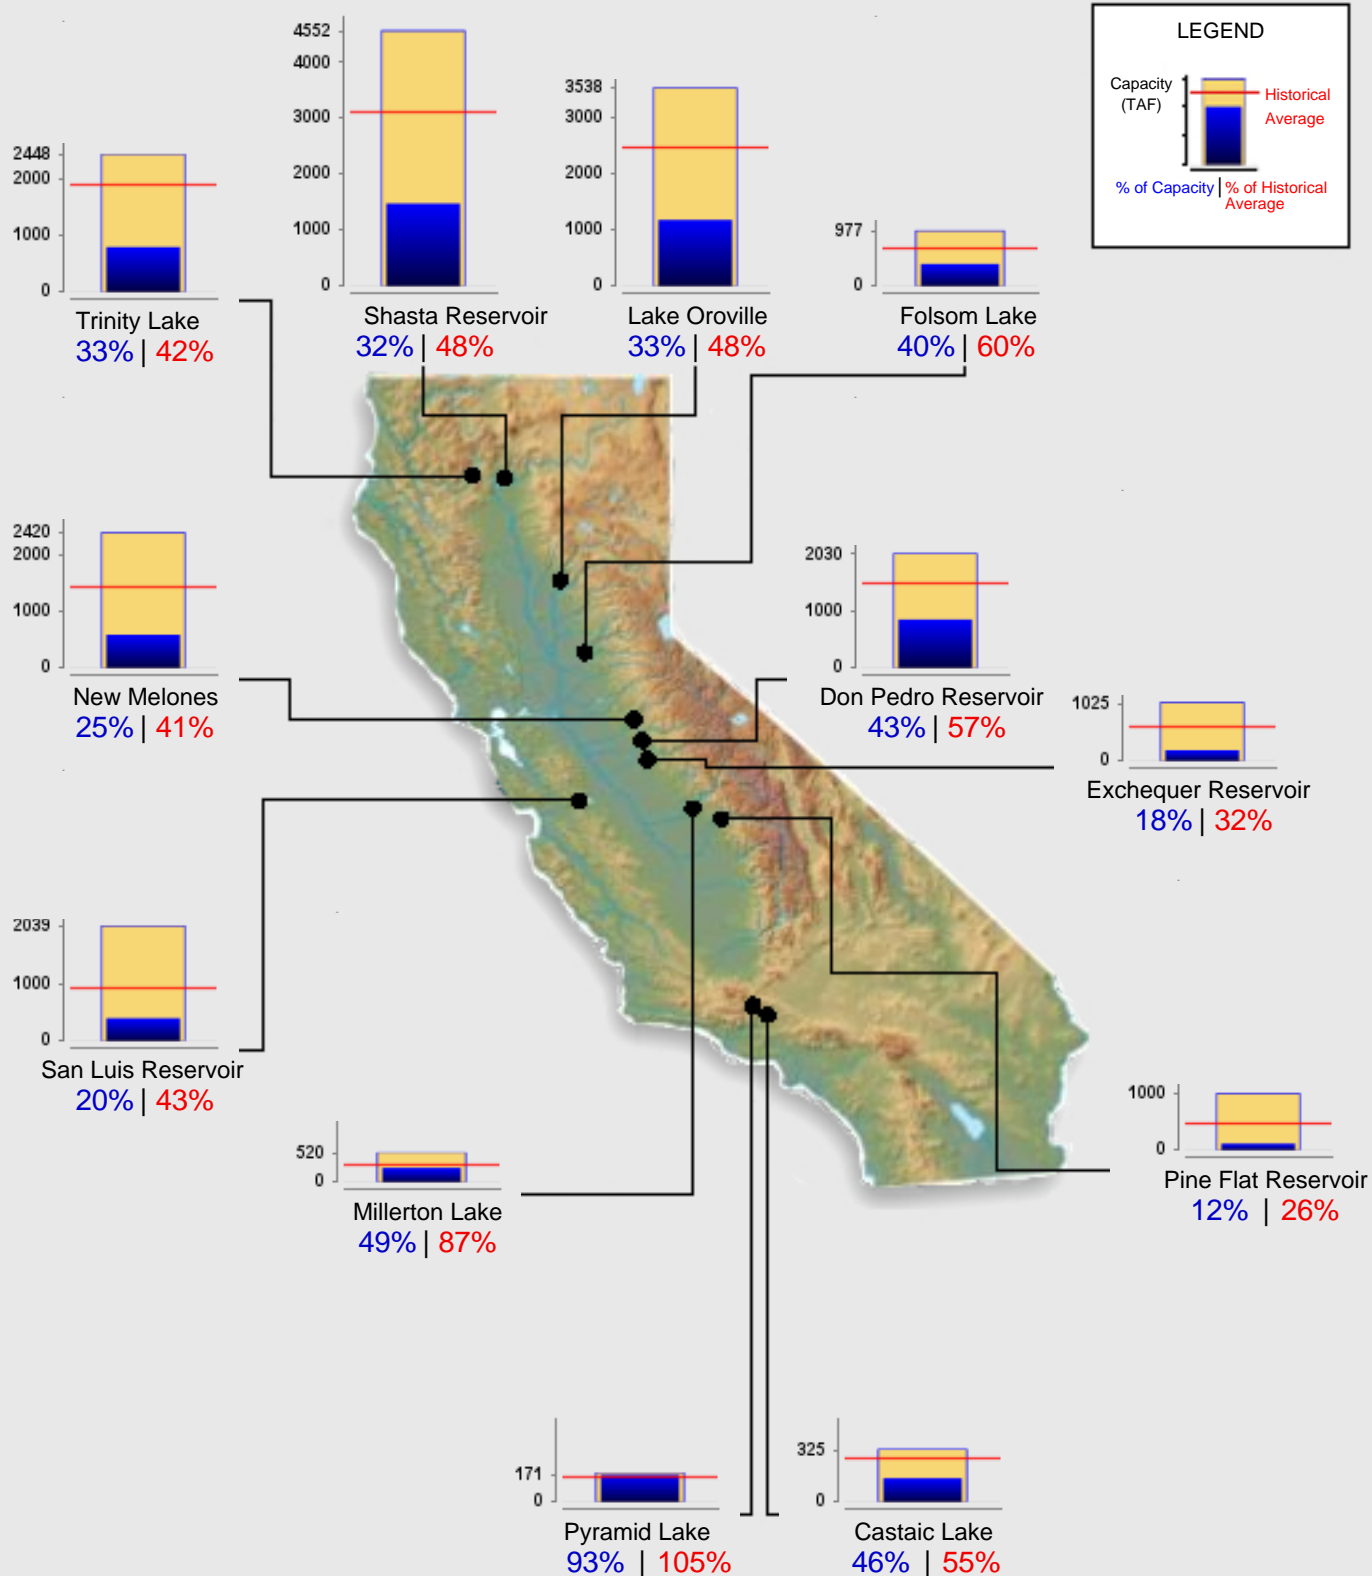 LEGEND
Capacity
(TAF)
Historical
Average
% of Capacity | % of Historical
Average
4552
4000
3000
2000
1000
0
Shasta Reservoir
32% | 48%
3538
3000
2000
1000
0
Lake Oroville
33% | 48%
2448
2000
1000
0
Trinity Lake
33% | 42%
977
0
Folsom Lake
40% | 60%
2420
2000
1000
0
New Melones
25% | 41%
2030
1000
0
Don Pedro Reservoir
43% | 57%
1025
0
Exchequer Reservoir
18% | 32%
2039
1000
0
San Luis Reservoir
20% | 43%
520
0
Millerton Lake
49% | 87%
1000
0
Pine Flat Reservoir
12% | 26%
171
0
Pyramid Lake
93% | 105%
325
0
Castaic Lake
46% | 55%